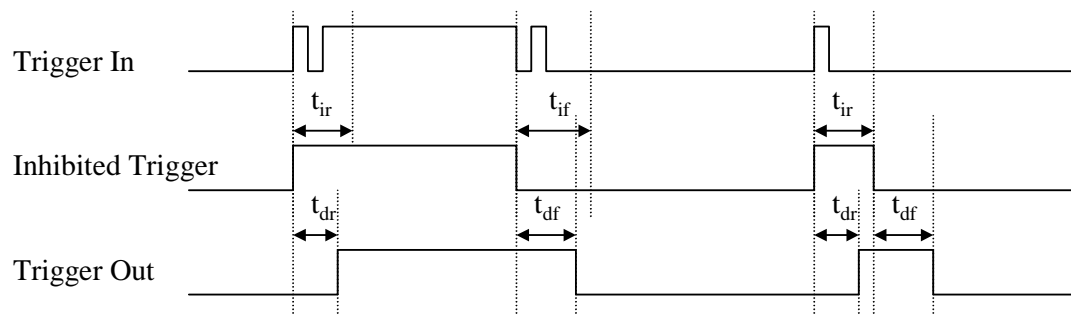 Trigger In
t_ir t_if t_ir
Inhibited Trigger
t_dr t_df t_dr t_df
Trigger Out